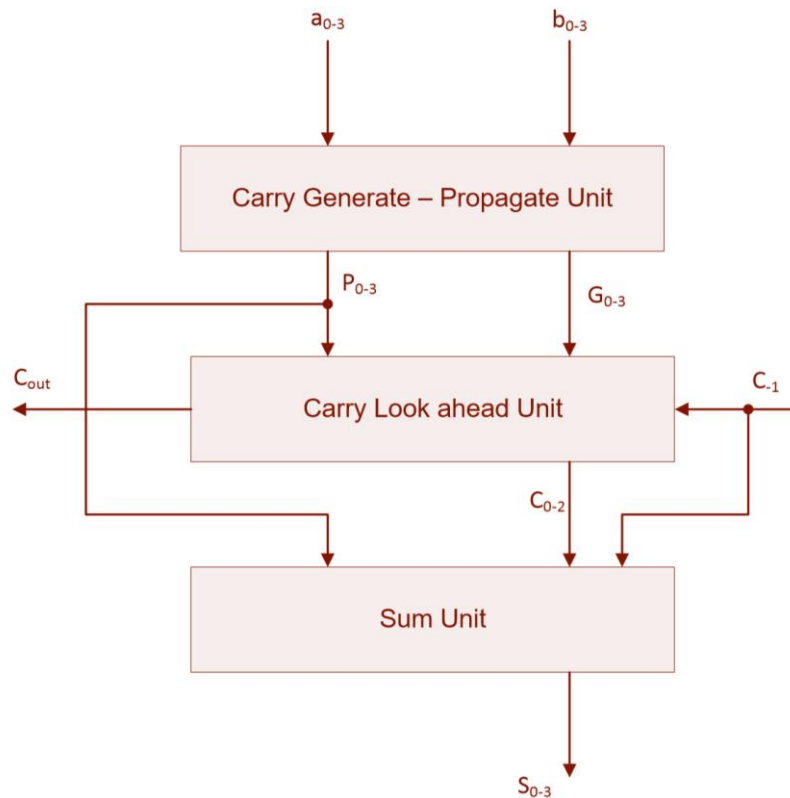 a₀₋₃
b₀₋₃
Carry Generate – Propagate Unit
P₀₋₃
G₀₋₃
Cₒᵤₜ
Carry Look ahead Unit
C₋₁
C₀₋₂
Sum Unit
S₀₋₃